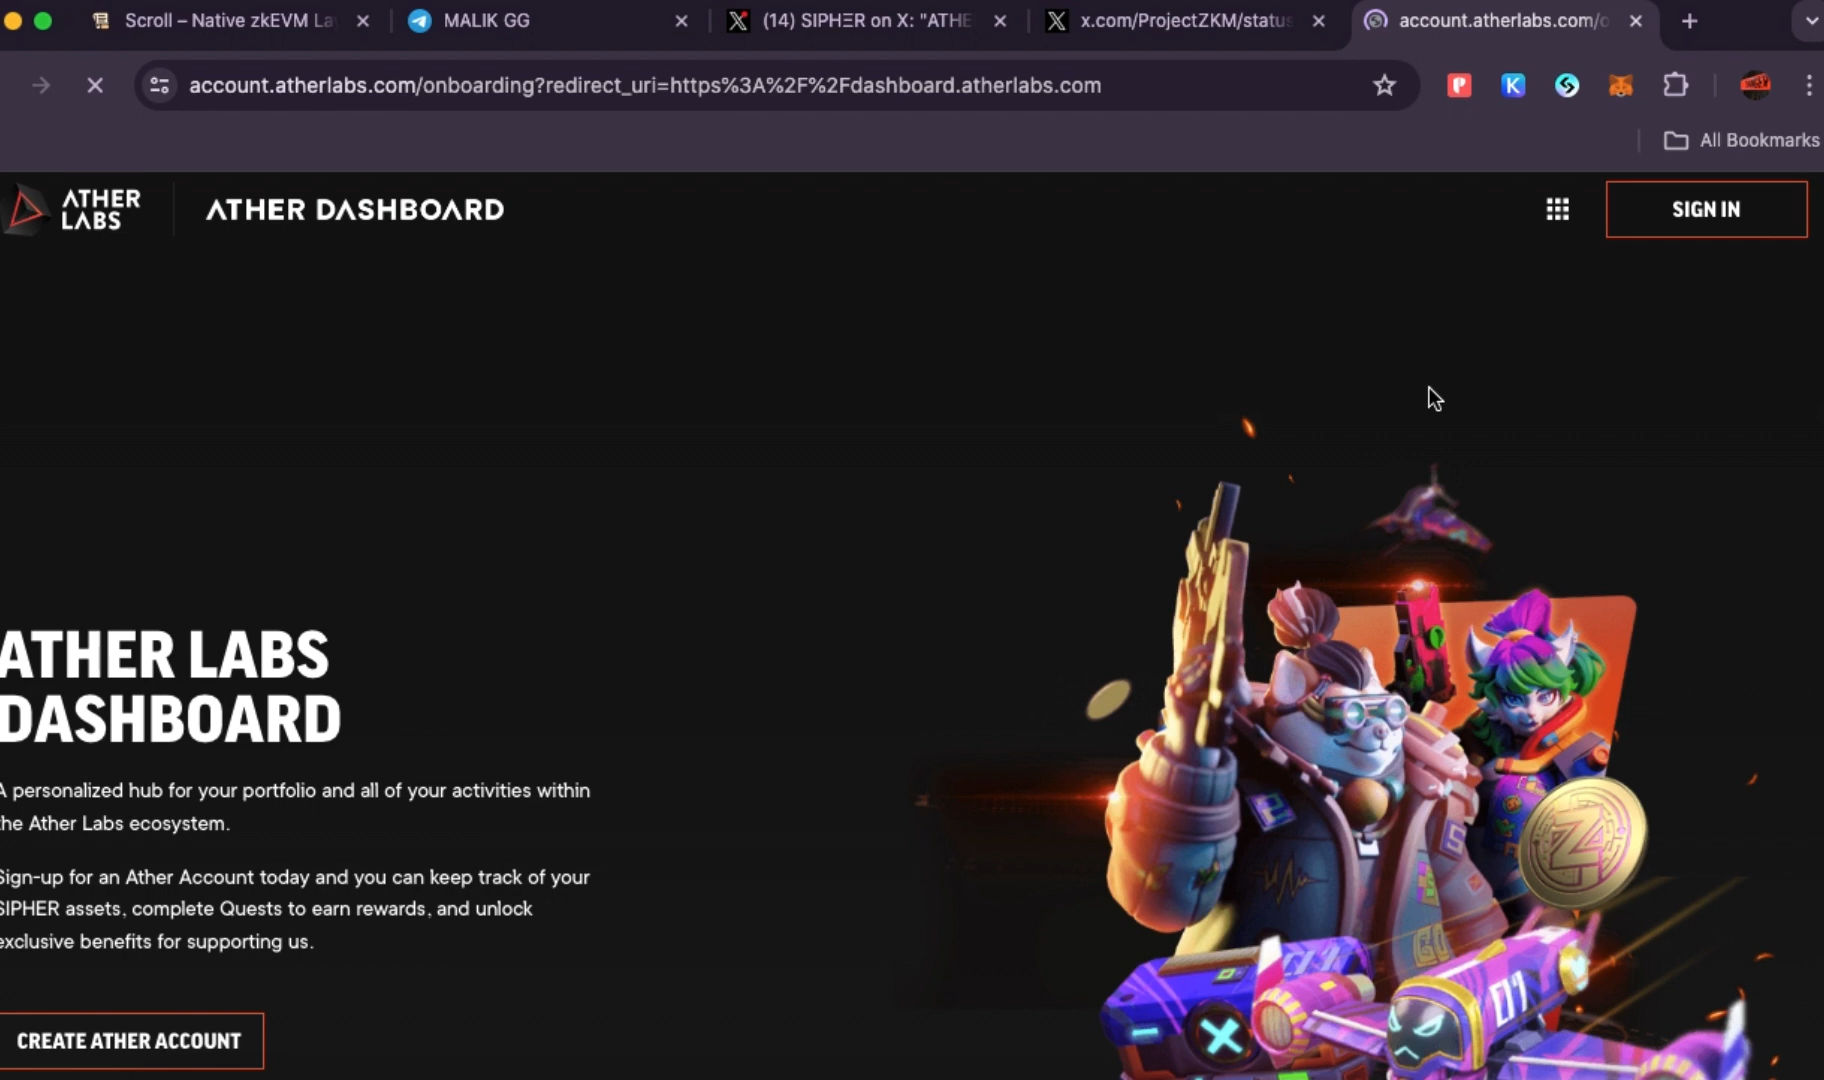 Scroll – Native zkEVM La
MALIK GG
(14) SIPHΞR on X: "ATHE
x.com/ProjectZKM/status
account.atherlabs.com/o
account.atherlabs.com/onboarding?redirect_uri=https%3A%2F%2Fdashboard.atherlabs.com
All Bookmarks
ATHER
LABS
ATHER DASHBOARD
SIGN IN
ATHER LABS
DASHBOARD
A personalized hub for your portfolio and all of your activities within
the Ather Labs ecosystem.
Sign-up for an Ather Account today and you can keep track of your
SIPHER assets, complete Quests to earn rewards, and unlock
exclusive benefits for supporting us.
CREATE ATHER ACCOUNT
07